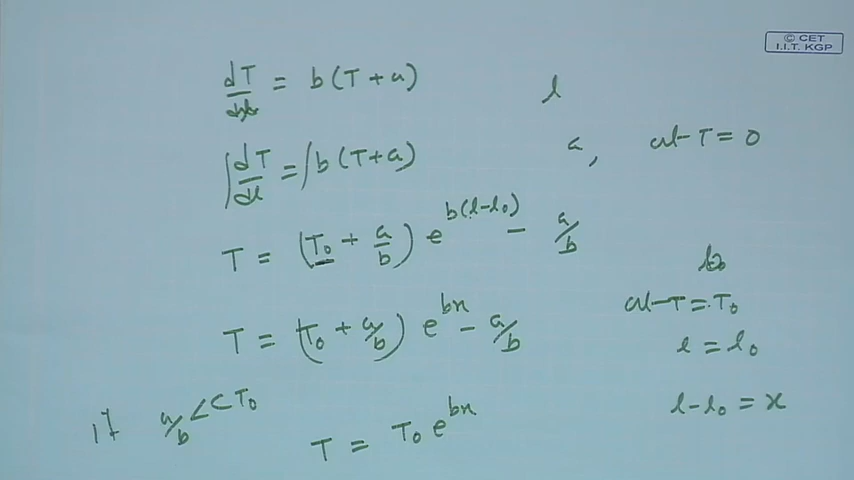 © CET
I.I.T. KGP
dT/dl = b(T+a)
l
a, at T = 0
∫dT/dl = ∫b(T+a)
T = (T₀ + a/b) e^{b(l-l₀)} - a/b
at T = T₀
T = (T₀ + a/b) e^{bx} - a/b
l = l₀
if a/b << T₀
l-l₀ = x
T = T₀ e^{bx}